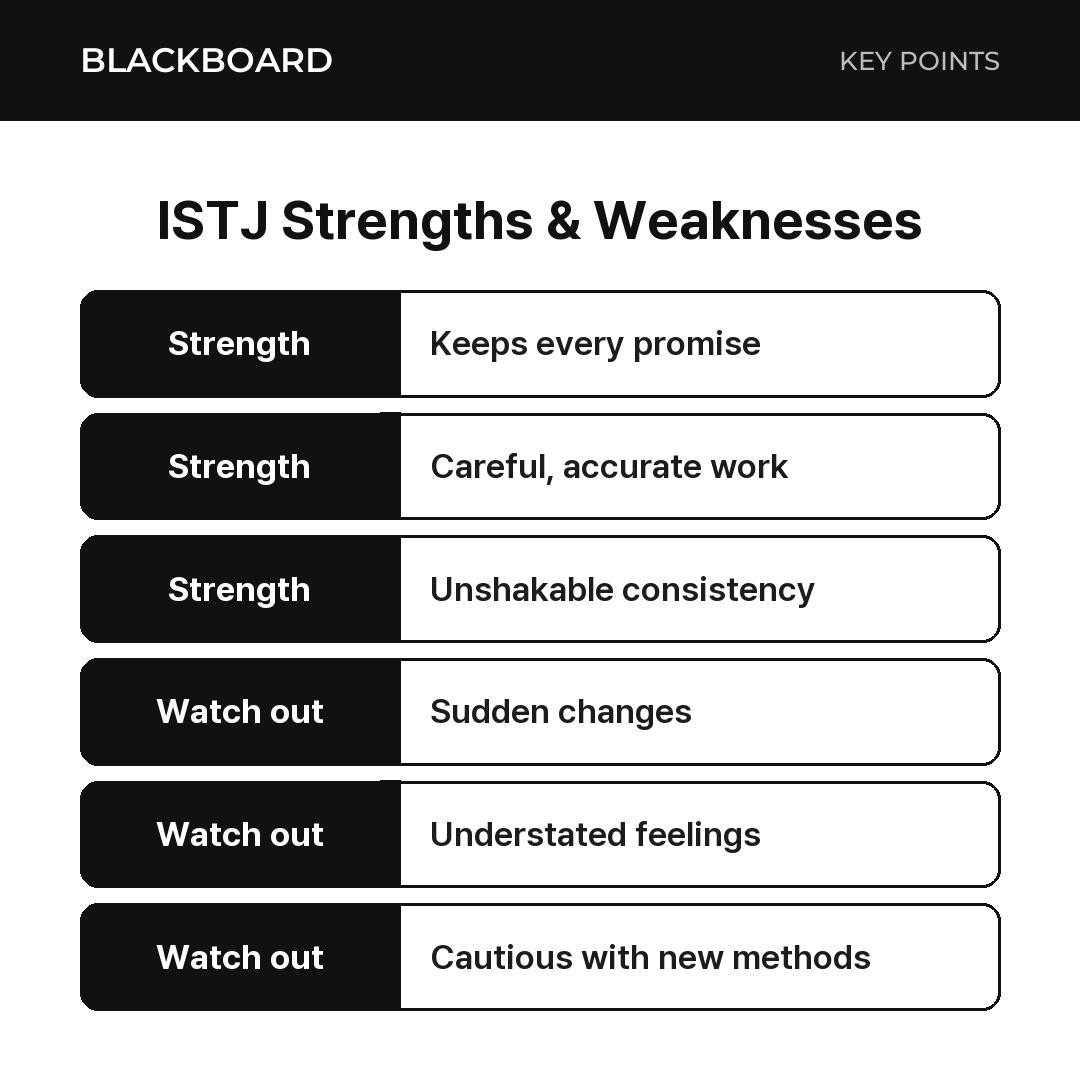 BLACKBOARD
KEY POINTS
ISTJ Strengths & Weaknesses
Strength
Keeps every promise
Strength
Careful, accurate work
Strength
Unshakable consistency
Watch out
Sudden changes
Watch out
Understated feelings
Watch out
Cautious with new methods